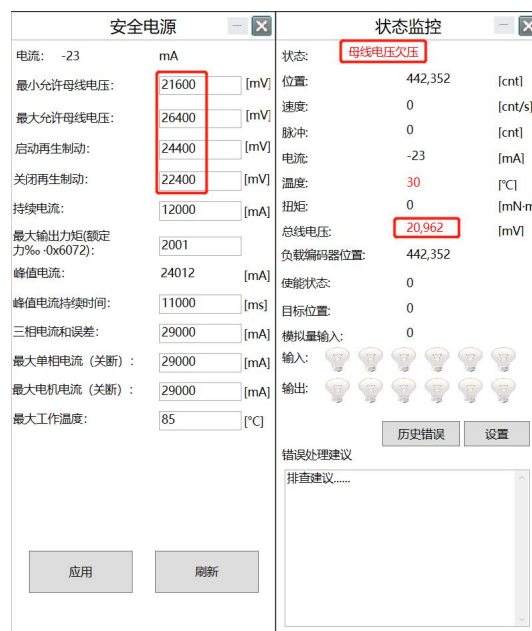 安全电源
电流: -23 mA
最小允许母线电压: 21600 [mV]
最大允许母线电压: 26400 [mV]
启动再生制动: 24400 [mV]
关闭再生制动: 22400 [mV]
持续电流: 12000 [mA]
最大输出力矩(额定
力‰ ·0x6072): 2001
峰值电流: 24012 [mA]
峰值电流持续时间: 11000 [ms]
三相电流和误差: 29000 [mA]
最大单相电流（关断）: 29000 [mA]
最大电机电流（关断）: 29000 [mA]
最大工作温度: 85 [°C]
应用 刷新
状态监控
状态: 母线电压欠压
位置: 442,352 [cnt]
速度: 0 [cnt/s]
脉冲: 0 [cnt]
电流: -23 [mA]
温度: 30 [°C]
扭矩: 0 [mN·m
总线电压: 20,962 [mV]
负载编码器位置: 442,352
使能状态: 0
目标位置: 0
模拟量输入: 0
输入:
输出:
历史错误 设置
错误处理建议
排查建议......